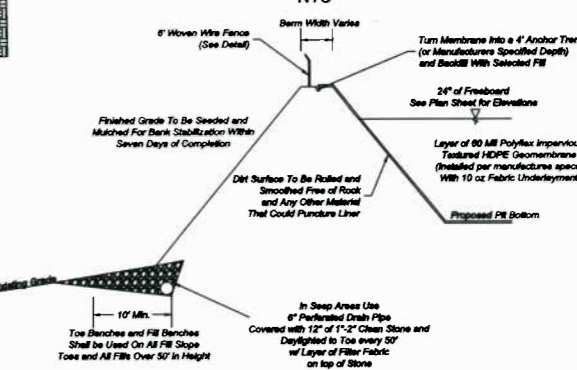 NTS
Berm Width Varies
6' Woven Wire Fence
(See Detail)
Turn Membrane Into a 4' Anchor Tren
(or Manufacturers Specified Depth)
and Backfill With Selected Fill
24" of Freeboard
See Plan Sheet for Elevations
Finished Grade To Be Seeded and
Mulched For Bank Stabilization Within
Seven Days of Completion
Layer of 60 Mil Polyflex Impervious
Textured HDPE Geomembrane
(Installed per manufactures spec
With 10 oz Fabric Underlayment
Dirt Surface To Be Rolled and
Smoothed Free of Rock
and Any Other Material
That Could Puncture Liner
Proposed Pit Bottom
Existing Grade
10' Min.
Toe Benches and Fill Benches
Shall be Used On All Fill Slope
Toes and All Fills Over 50' in Height
In Seep Areas Use
6" Perforated Drain Pipe
Covered with 12" of 1"-2" Clean Stone and
Daylighted to Toe every 50'
w/ Layer of Filter Fabric
on top of Stone